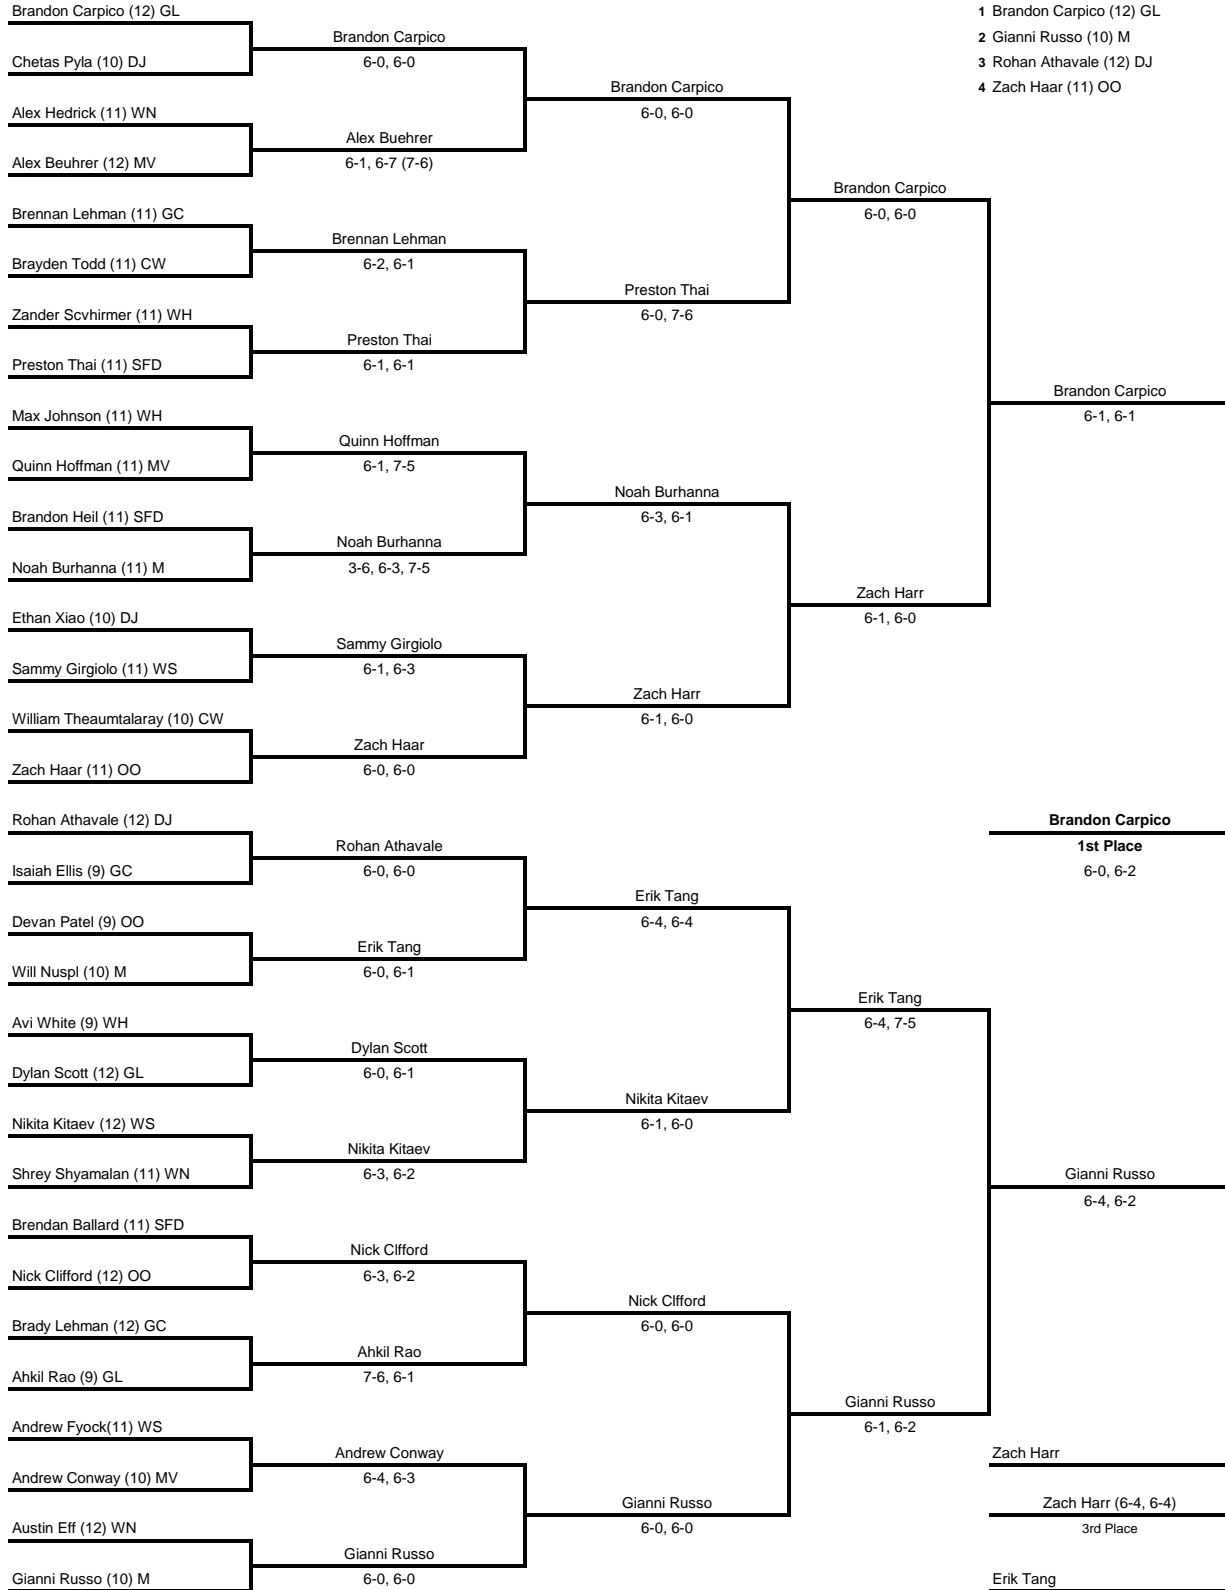 Brandon Carpico (12) GL
Chetas Pyla (10) DJ
Alex Hedrick (11) WN
Alex Beuhrer (12) MV
Brennan Lehman (11) GC
Brayden Todd (11) CW
Zander Scvhirmer (11) WH
Preston Thai (11) SFD
Max Johnson (11) WH
Quinn Hoffman (11) MV
Brandon Heil (11) SFD
Noah Burhanna (11) M
Ethan Xiao (10) DJ
Sammy Girgiolo (11) WS
William Theaumtalaray (10) CW
Zach Haar (11) OO
Rohan Athavale (12) DJ
Isaiah Ellis (9) GC
Devan Patel (9) OO
Will Nuspl (10) M
Avi White (9) WH
Dylan Scott (12) GL
Nikita Kitaev (12) WS
Shrey Shyamalan (11) WN
Brendan Ballard (11) SFD
Nick Clifford (12) OO
Brady Lehman (12) GC
Ahkil Rao (9) GL
Andrew Fyock(11) WS
Andrew Conway (10) MV
Austin Eff (12) WN
Gianni Russo (10) M
Brandon Carpico
6-0, 6-0
Alex Buehrer
6-1, 6-7 (7-6)
Brennan Lehman
6-2, 6-1
Preston Thai
6-1, 6-1
Quinn Hoffman
6-1, 7-5
Noah Burhanna
3-6, 6-3, 7-5
Sammy Girgiolo
6-1, 6-3
Zach Haar
6-0, 6-0
Rohan Athavale
6-0, 6-0
Erik Tang
6-0, 6-1
Dylan Scott
6-0, 6-1
Nikita Kitaev
6-3, 6-2
Nick Clfford
6-3, 6-2
Ahkil Rao
7-6, 6-1
Andrew Conway
6-4, 6-3
Gianni Russo
6-0, 6-0
Brandon Carpico
6-0, 6-0
Preston Thai
6-0, 7-6
Noah Burhanna
6-3, 6-1
Zach Harr
6-1, 6-0
Erik Tang
6-4, 6-4
Nikita Kitaev
6-1, 6-0
Nick Clfford
6-0, 6-0
Gianni Russo
6-0, 6-0
Brandon Carpico
6-0, 6-0
Zach Harr
6-1, 6-0
Erik Tang
6-4, 7-5
Gianni Russo
6-1, 6-2
1 Brandon Carpico (12) GL
2 Gianni Russo (10) M
3 Rohan Athavale (12) DJ
4 Zach Haar (11) OO
Brandon Carpico
6-1, 6-1
Brandon Carpico
1st Place
6-0, 6-2
Gianni Russo
6-4, 6-2
Zach Harr
Zach Harr (6-4, 6-4)
3rd Place
Erik Tang